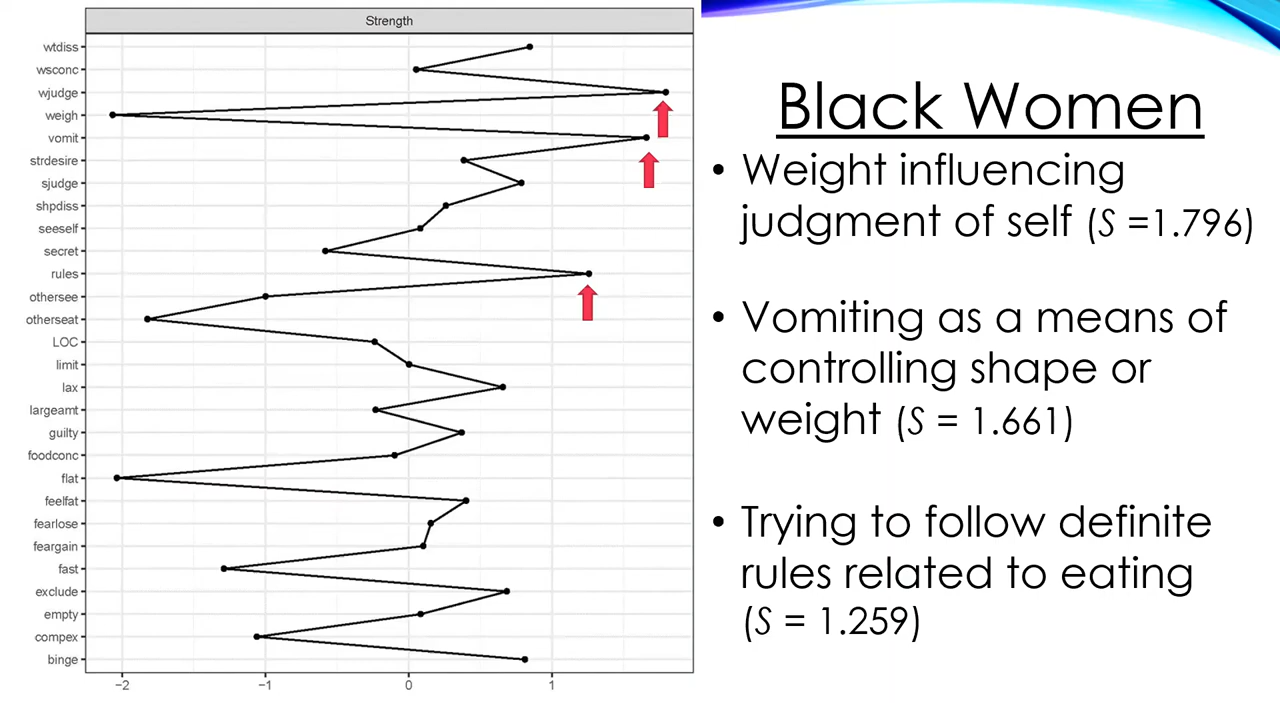 Strength
wtdiss
wsconc
wjudge
weigh
vomit
strdesire
sjudge
shpdiss
seeself
secret
rules
othersee
otherseat
LOC
limit
lax
largeamt
guilty
foodconc
flat
feelfat
fearlose
feargain
fast
exclude
empty
compex
binge
−2 −1 0 1
Black Women
• Weight influencing
judgment of self (S =1.796)
• Vomiting as a means of
controlling shape or
weight (S = 1.661)
• Trying to follow definite
rules related to eating
(S = 1.259)